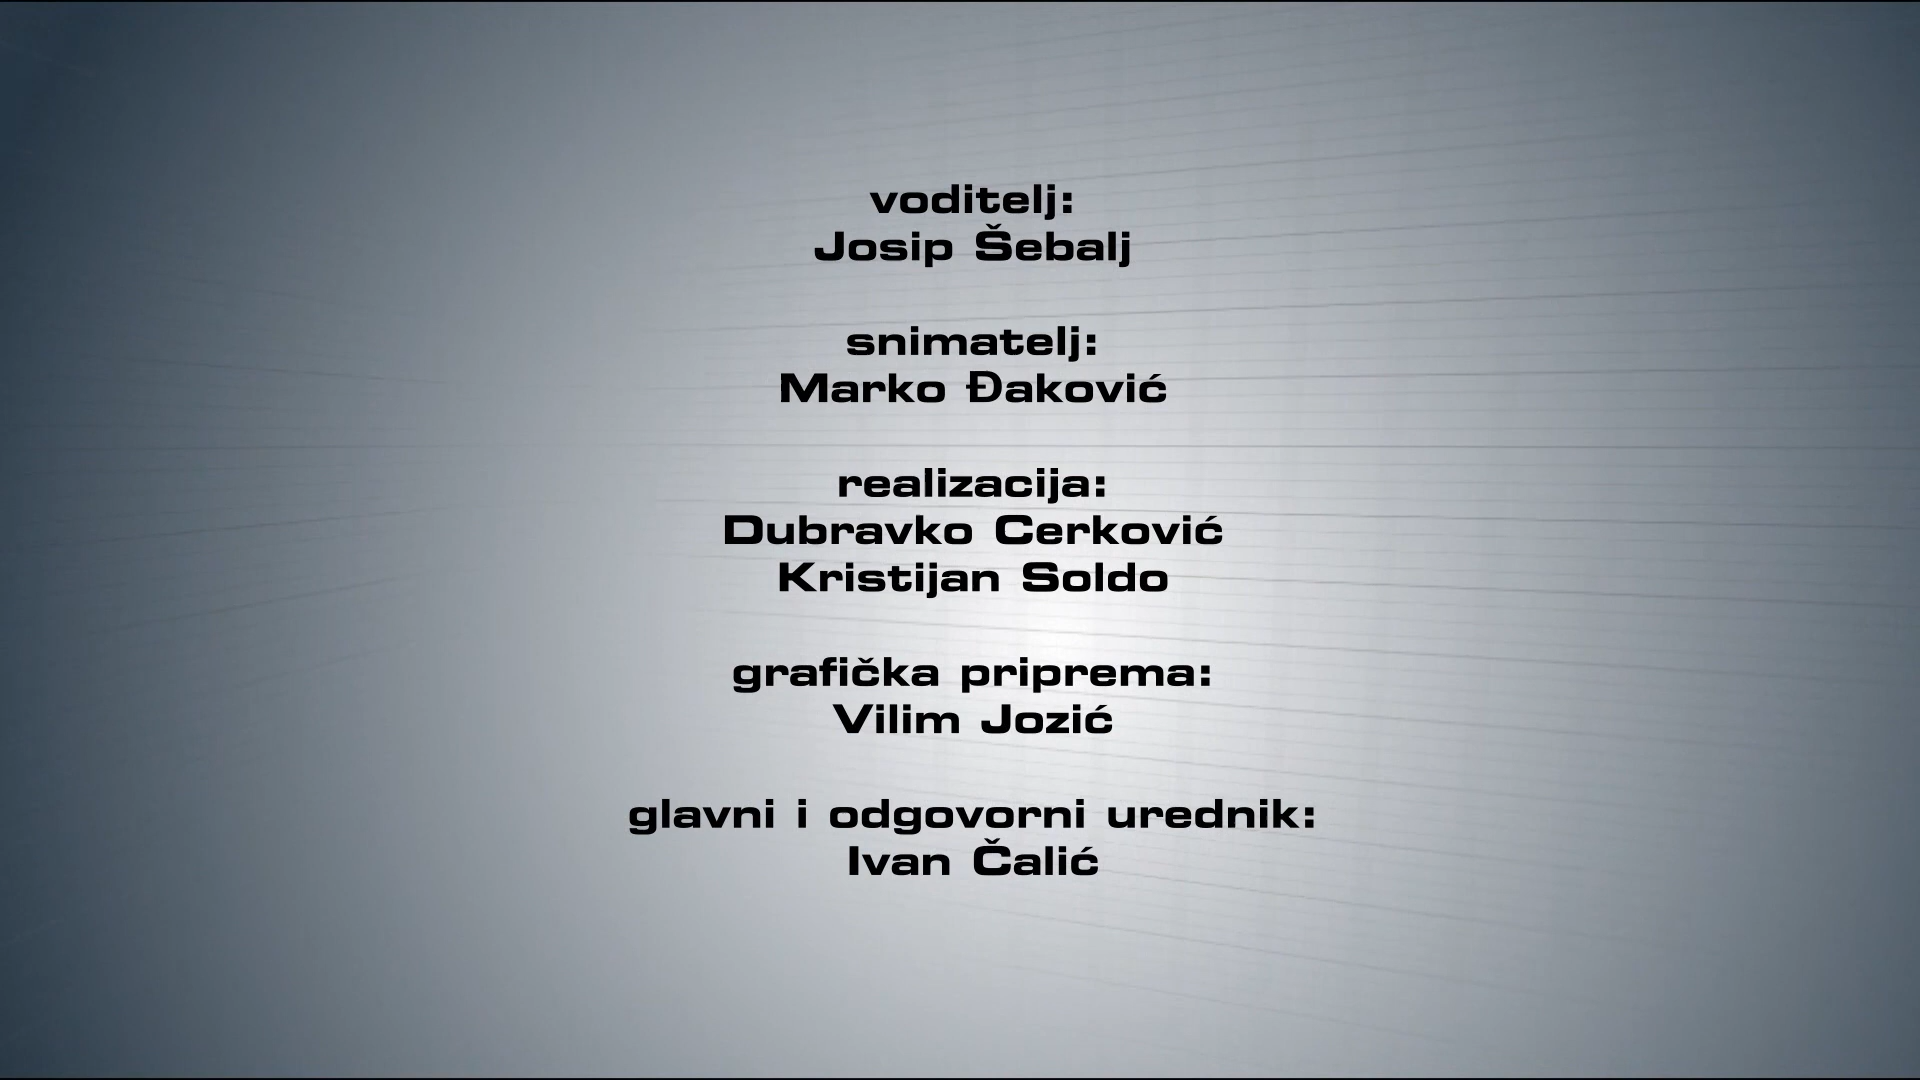 voditelj:
Josip Šebalj
snimatelj:
Marko Đaković
realizacija:
Dubravko Cerković
Kristijan Soldo
grafička priprema:
Vilim Jozić
glavni i odgovorni urednik:
Ivan Čalić